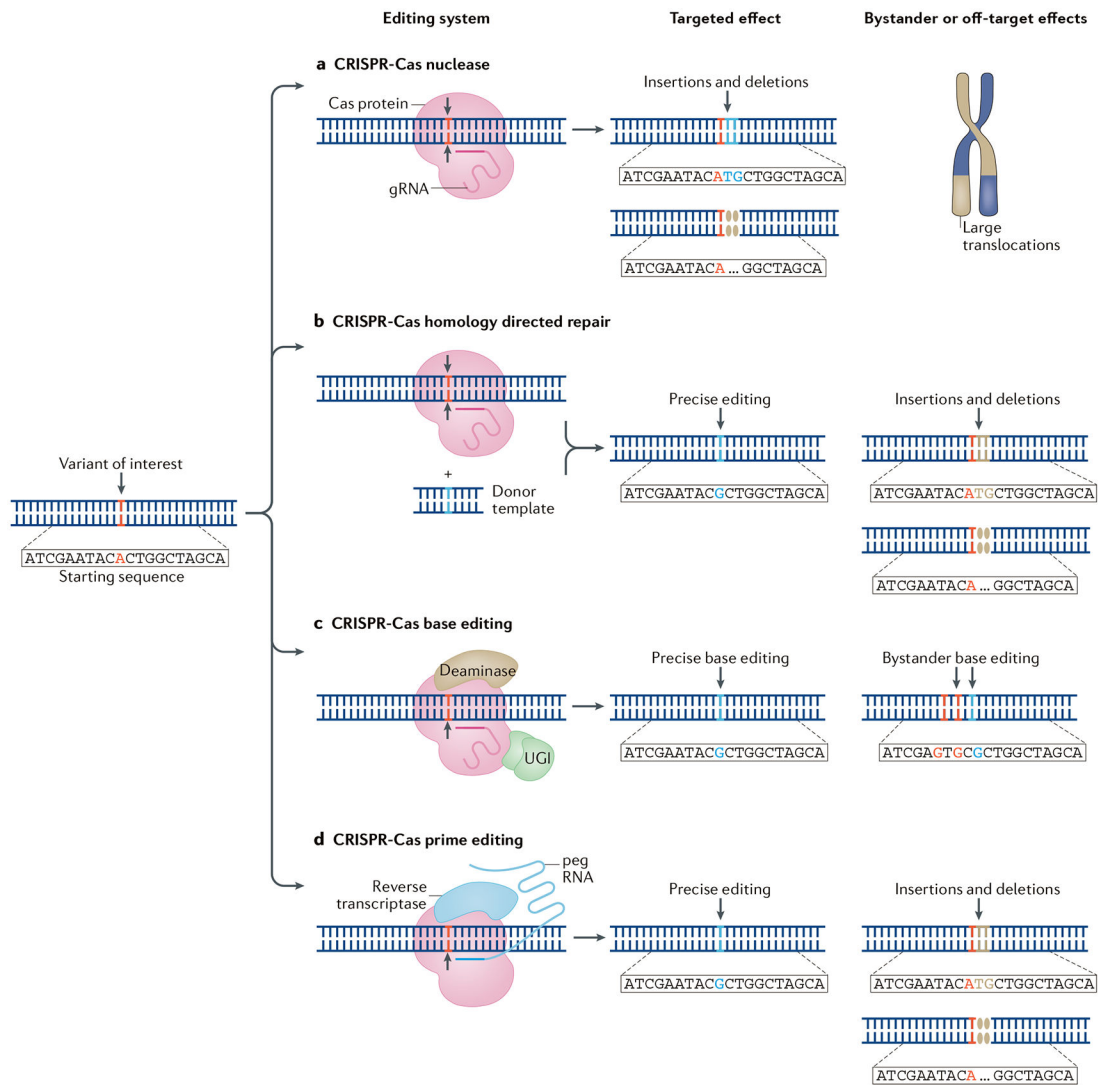 Editing system
Targeted effect
Bystander or off-target effects
a CRISPR-Cas nuclease
Cas protein
gRNA
Insertions and deletions
ATCGAATACATGCTGGCTAGCA
ATCGAATACA...GGCTAGCA
Large
translocations
b CRISPR-Cas homology directed repair
+
Donor
template
Precise editing
ATCGAATACGCTGGCTAGCA
Insertions and deletions
ATCGAATACATGCTGGCTAGCA
ATCGAATACA...GGCTAGCA
Variant of interest
ATCGAATACACTGGCTAGCA
Starting sequence
c CRISPR-Cas base editing
Deaminase
UGI
Precise base editing
ATCGAATACGCTGGCTAGCA
Bystander base editing
ATCGAGTGCGCTGGCTAGCA
d CRISPR-Cas prime editing
Reverse
transcriptase
peg
RNA
Precise editing
ATCGAATACGCTGGCTAGCA
Insertions and deletions
ATCGAATACATGCTGGCTAGCA
ATCGAATACA...GGCTAGCA